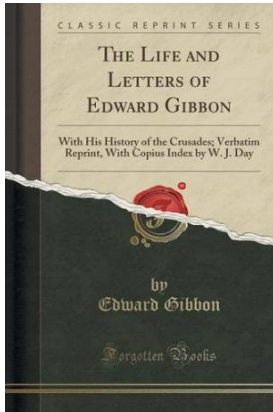 CLASSIC REPRINT SERIES
THE LIFE AND
LETTERS OF
EDWARD GIBBON
With His History of the Crusades; Verbatim
Reprint, With Copius Index by W. J. Day
by
Edward Gibbon
Forgotten Books